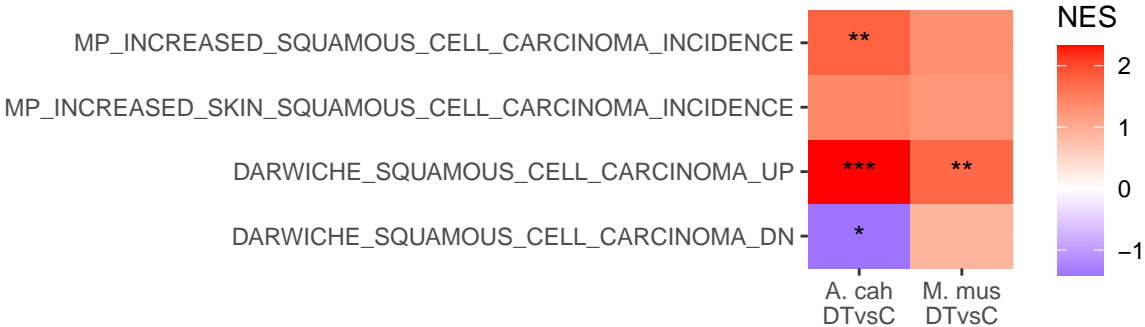 NES
MP_INCREASED_SQUAMOUS_CELL_CARCINOMA_INCIDENCE
**
MP_INCREASED_SKIN_SQUAMOUS_CELL_CARCINOMA_INCIDENCE
DARWICHE_SQUAMOUS_CELL_CARCINOMA_UP
*** **
DARWICHE_SQUAMOUS_CELL_CARCINOMA_DN
*
2
1
0
−1
A. cah
DTvsC
M. mus
DTvsC